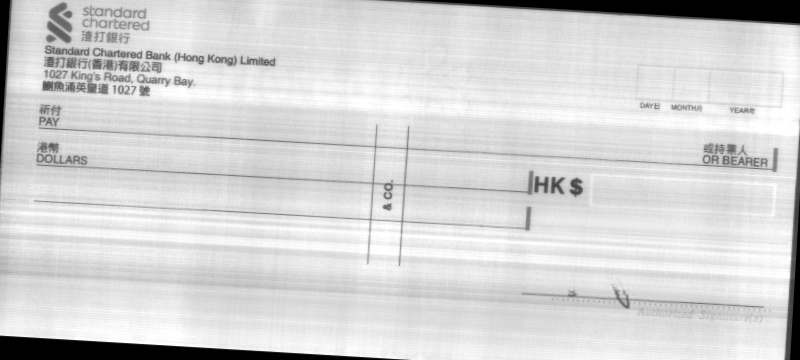 standard
chartered
渣打銀行
Standard Chartered Bank (Hong Kong) Limited
渣打銀行(香港)有限公司
1027 King's Road, Quarry Bay.
鰂魚涌英皇道 1027 號
DAY日 MONTH月 YEAR年
祈付
PAY
或持票人
OR BEARER
港幣
DOLLARS
& CO.
HK $
Authorized Signature(s)